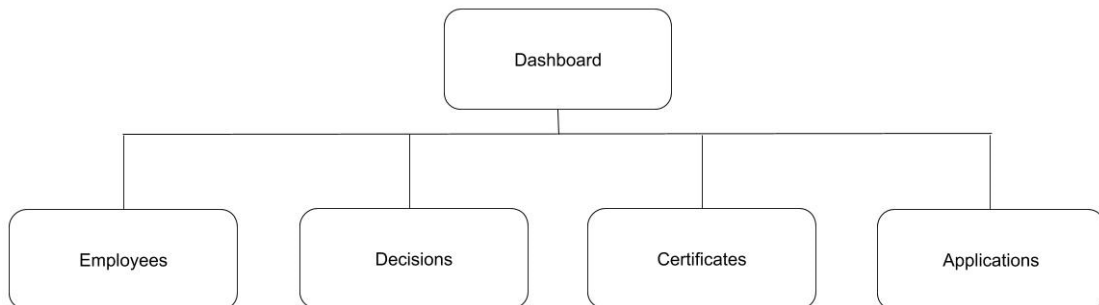 Dashboard
Employees
Decisions
Certificates
Applications